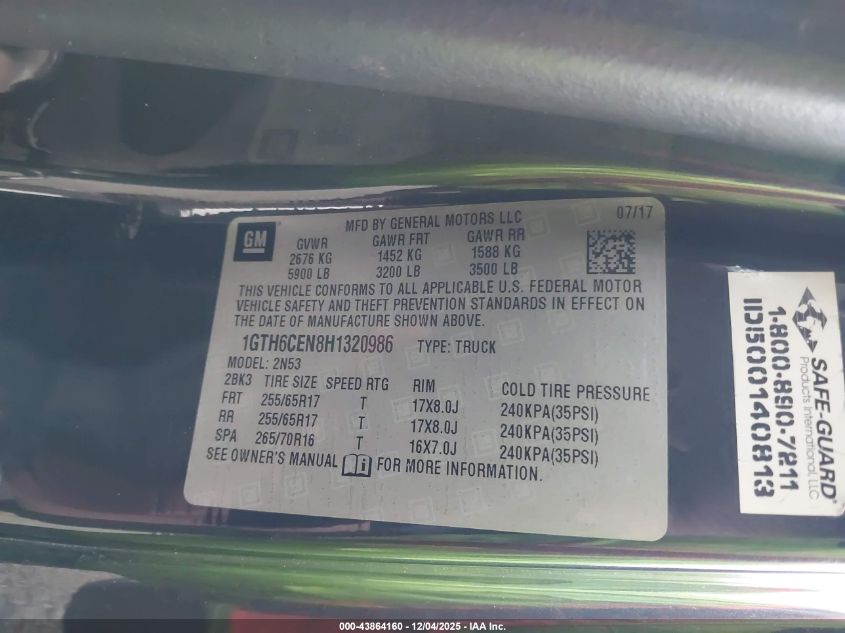 GM
MFD BY GENERAL MOTORS LLC 07/17
GVWR GAWR FRT GAWR RR
2676 KG 1452 KG 1588 KG
5900 LB 3200 LB 3500 LB
THIS VEHICLE CONFORMS TO ALL APPLICABLE U.S. FEDERAL MOTOR
VEHICLE SAFETY AND THEFT PREVENTION STANDARDS IN EFFECT ON
THE DATE OF MANUFACTURE SHOWN ABOVE.
1GTH6CEN8H1320986 TYPE: TRUCK
MODEL: 2N53
2BK3 TIRE SIZE SPEED RTG RIM COLD TIRE PRESSURE
FRT 255/65R17 T 17X8.0J 240KPA(35PSI)
RR 255/65R17 T 17X8.0J 240KPA(35PSI)
SPA 265/70R16 T 16X7.0J 240KPA(35PSI)
SEE OWNER'S MANUAL FOR MORE INFORMATION.
SAFE-GUARD
Products International, LLC
1-800-890-7211
IID500140813
000-43864160 - 12/04/2025 - IAA Inc.